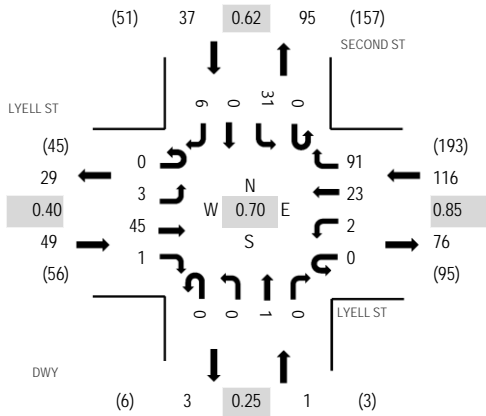 (51) 37 0.62 95 (157)
SECOND ST
LYELL ST
6 0 31 0
(45) 0 91 (193)
29 3 N 23 116
0.40 45 W 0.70 E 2 0.85
49 1 S 0 76
(56) (95)
0 0 1 0
LYELL ST
DWY
(6) 3 0.25 1 (3)